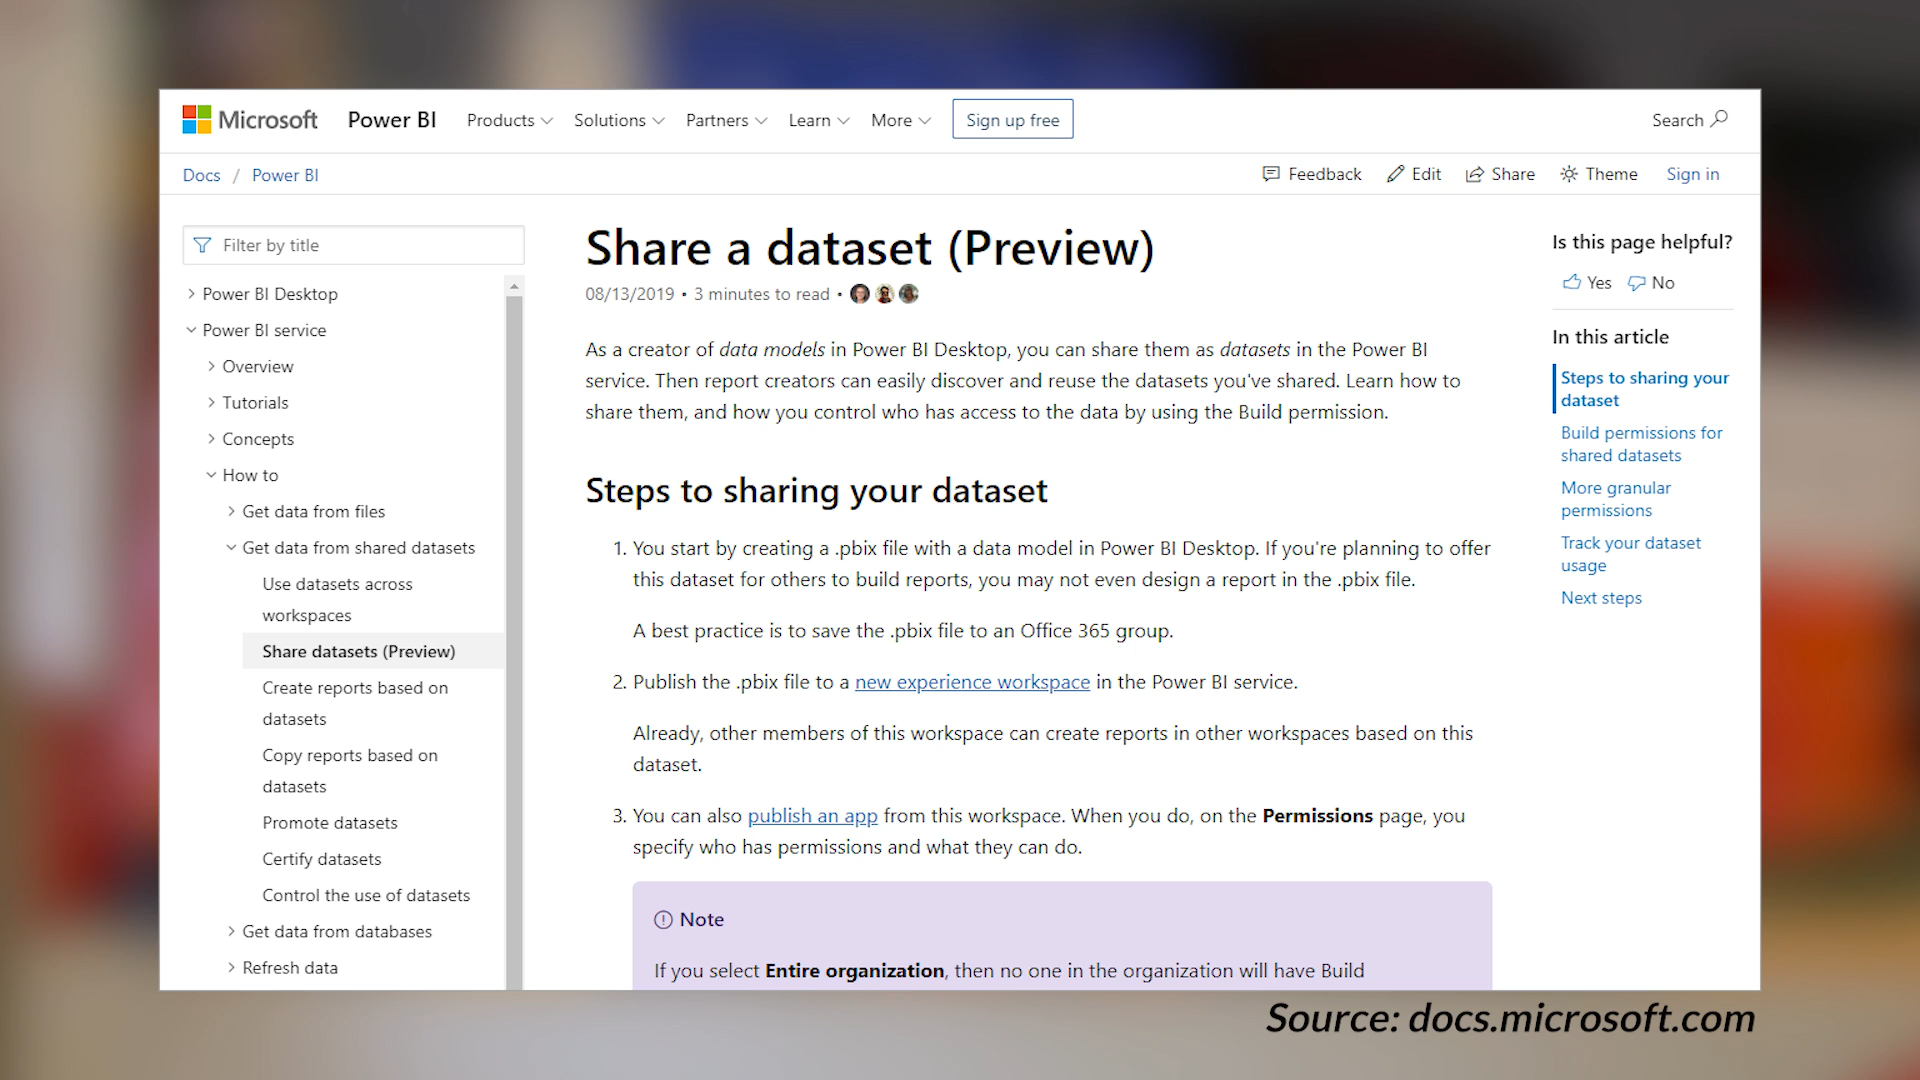 Microsoft Power BI Products Solutions Partners Learn More Sign up free Search
Docs / Power BI Feedback Edit Share Theme Sign in
Filter by title
Power BI Desktop
Power BI service
Overview
Tutorials
Concepts
How to
Get data from files
Get data from shared datasets
Use datasets across
workspaces
Share datasets (Preview)
Create reports based on
datasets
Copy reports based on
datasets
Promote datasets
Certify datasets
Control the use of datasets
Get data from databases
Refresh data
Share a dataset (Preview)
08/13/2019 • 3 minutes to read •
As a creator of data models in Power BI Desktop, you can share them as datasets in the Power BI
service. Then report creators can easily discover and reuse the datasets you've shared. Learn how to
share them, and how you control who has access to the data by using the Build permission.
Steps to sharing your dataset
1. You start by creating a .pbix file with a data model in Power BI Desktop. If you're planning to offer
this dataset for others to build reports, you may not even design a report in the .pbix file.
A best practice is to save the .pbix file to an Office 365 group.
2. Publish the .pbix file to a new experience workspace in the Power BI service.
Already, other members of this workspace can create reports in other workspaces based on this
dataset.
3. You can also publish an app from this workspace. When you do, on the Permissions page, you
specify who has permissions and what they can do.
Note
If you select Entire organization, then no one in the organization will have Build
Is this page helpful?
Yes No
In this article
Steps to sharing your
dataset
Build permissions for
shared datasets
More granular
permissions
Track your dataset
usage
Next steps
Source: docs.microsoft.com